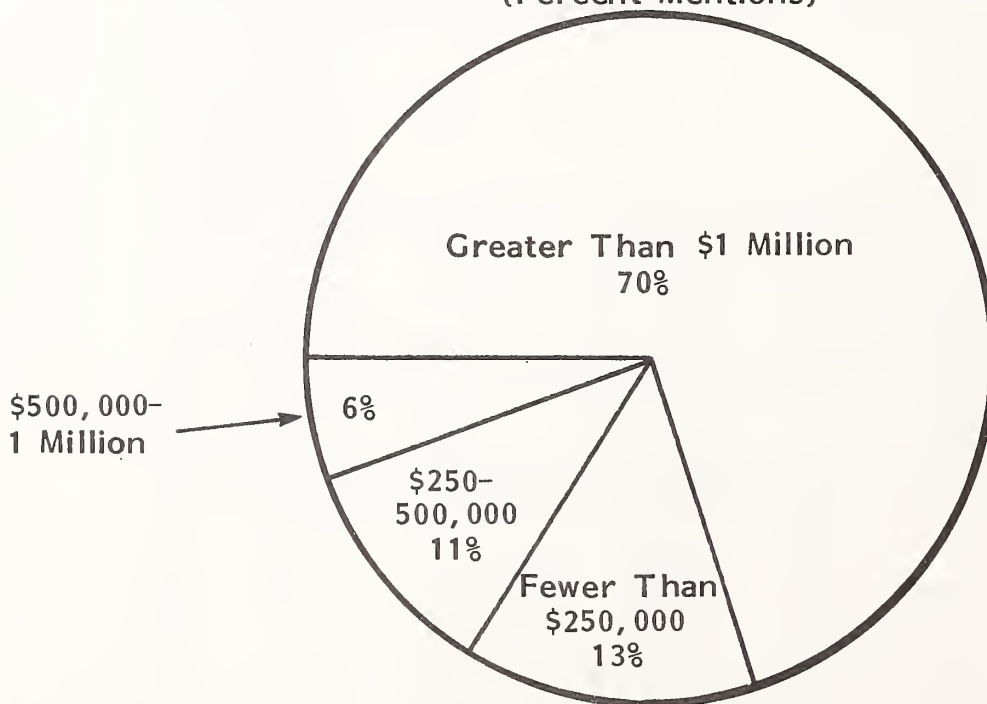 (Percent Mentions)
Greater Than $1 Million
70%
$500,000-
1 Million
6%
$250-
500,000
11%
Fewer Than
$250,000
13%